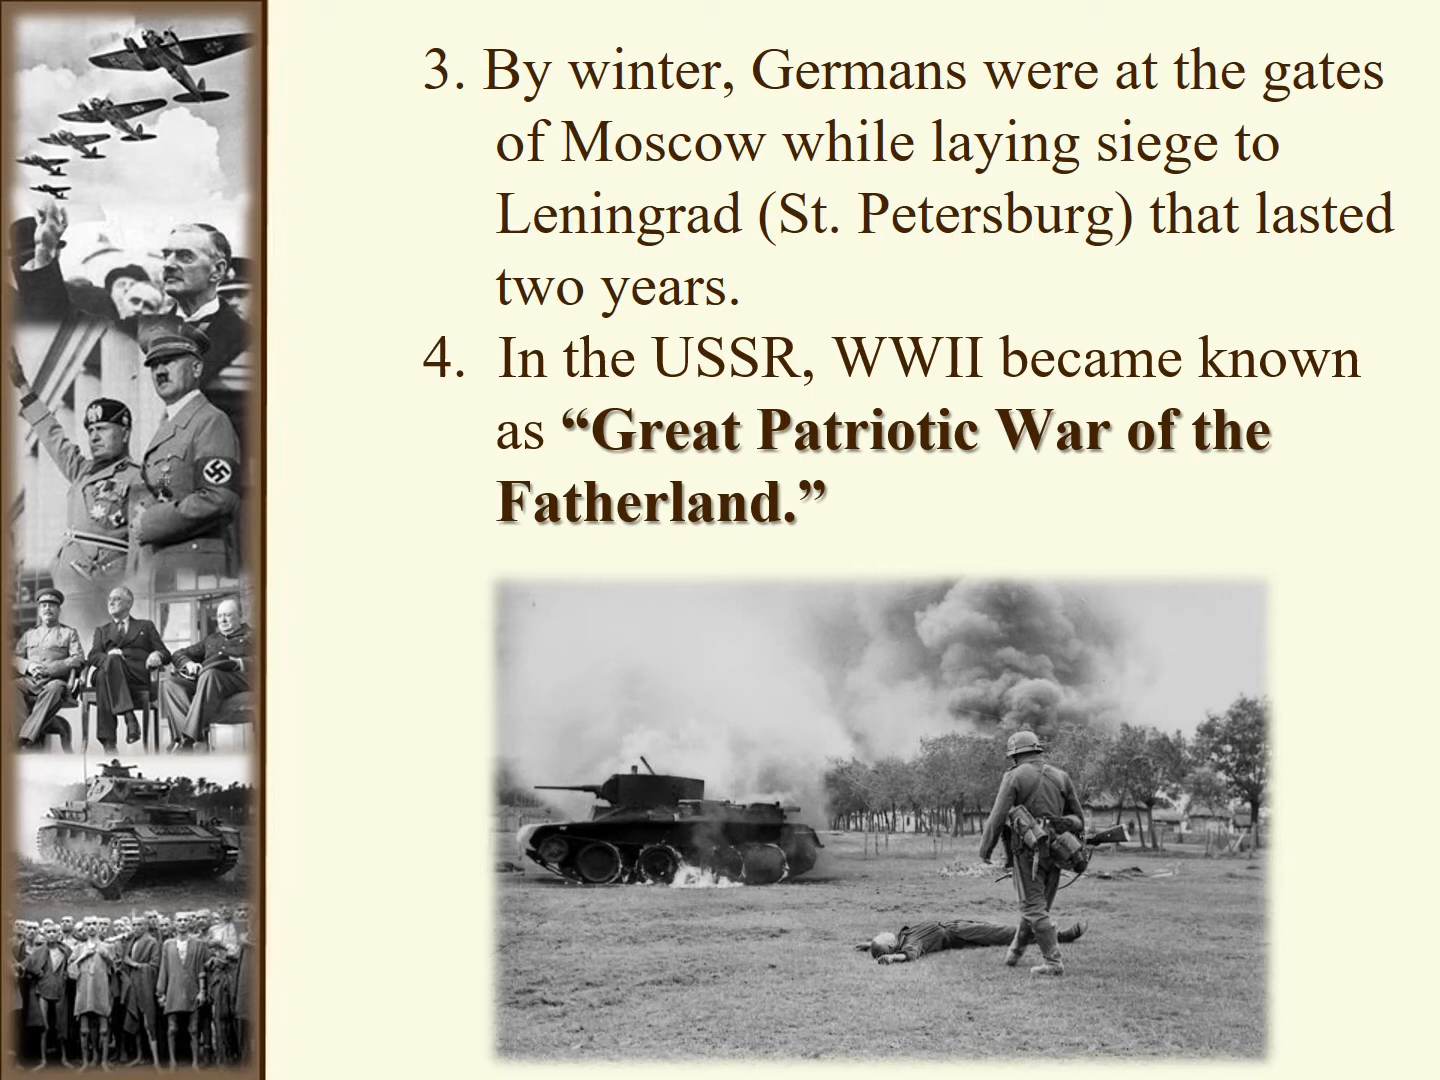 3. By winter, Germans were at the gates
of Moscow while laying siege to
Leningrad (St. Petersburg) that lasted
two years.
4. In the USSR, WWII became known
as “Great Patriotic War of the
Fatherland.”